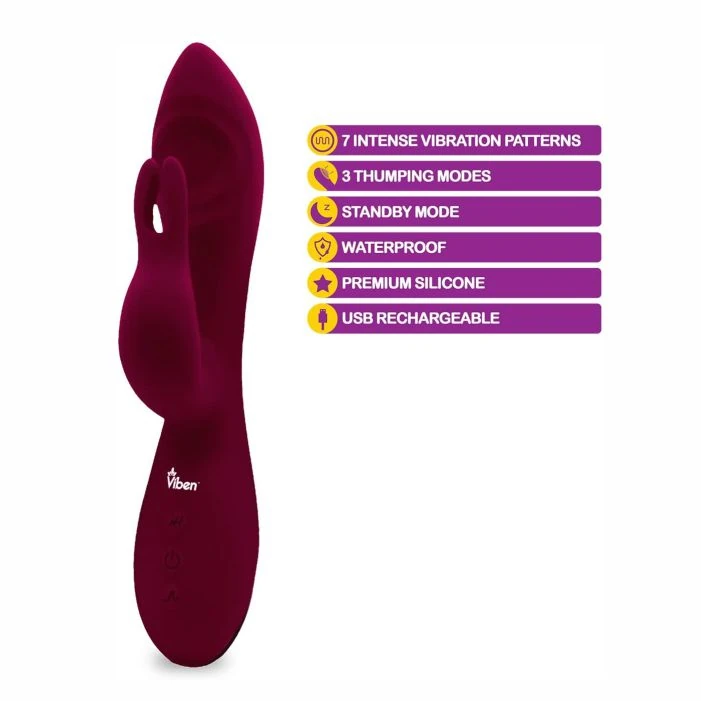 7 INTENSE VIBRATION PATTERNS
3 THUMPING MODES
Z
STANDBY MODE
WATERPROOF
PREMIUM SILICONE
USB RECHARGEABLE
Viben